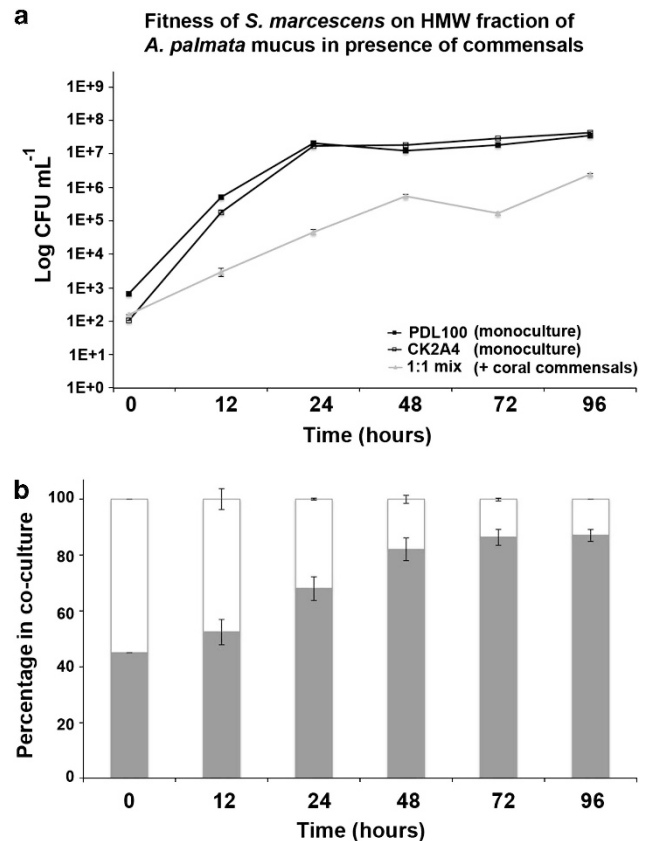 a
Fitness of S. marcescens on HMW fraction of
A. palmata mucus in presence of commensals
1E+9
1E+8
1E+7
1E+6
1E+5
1E+4
1E+3
1E+2
1E+1
1E+0
Log CFU mL-1
PDL100 (monoculture)
CK2A4 (monoculture)
1:1 mix (+ coral commensals)
0 12 24 48 72 96
Time (hours)
b
100
80
60
40
20
0
Percentage in co-culture
0 12 24 48 72 96
Time (hours)